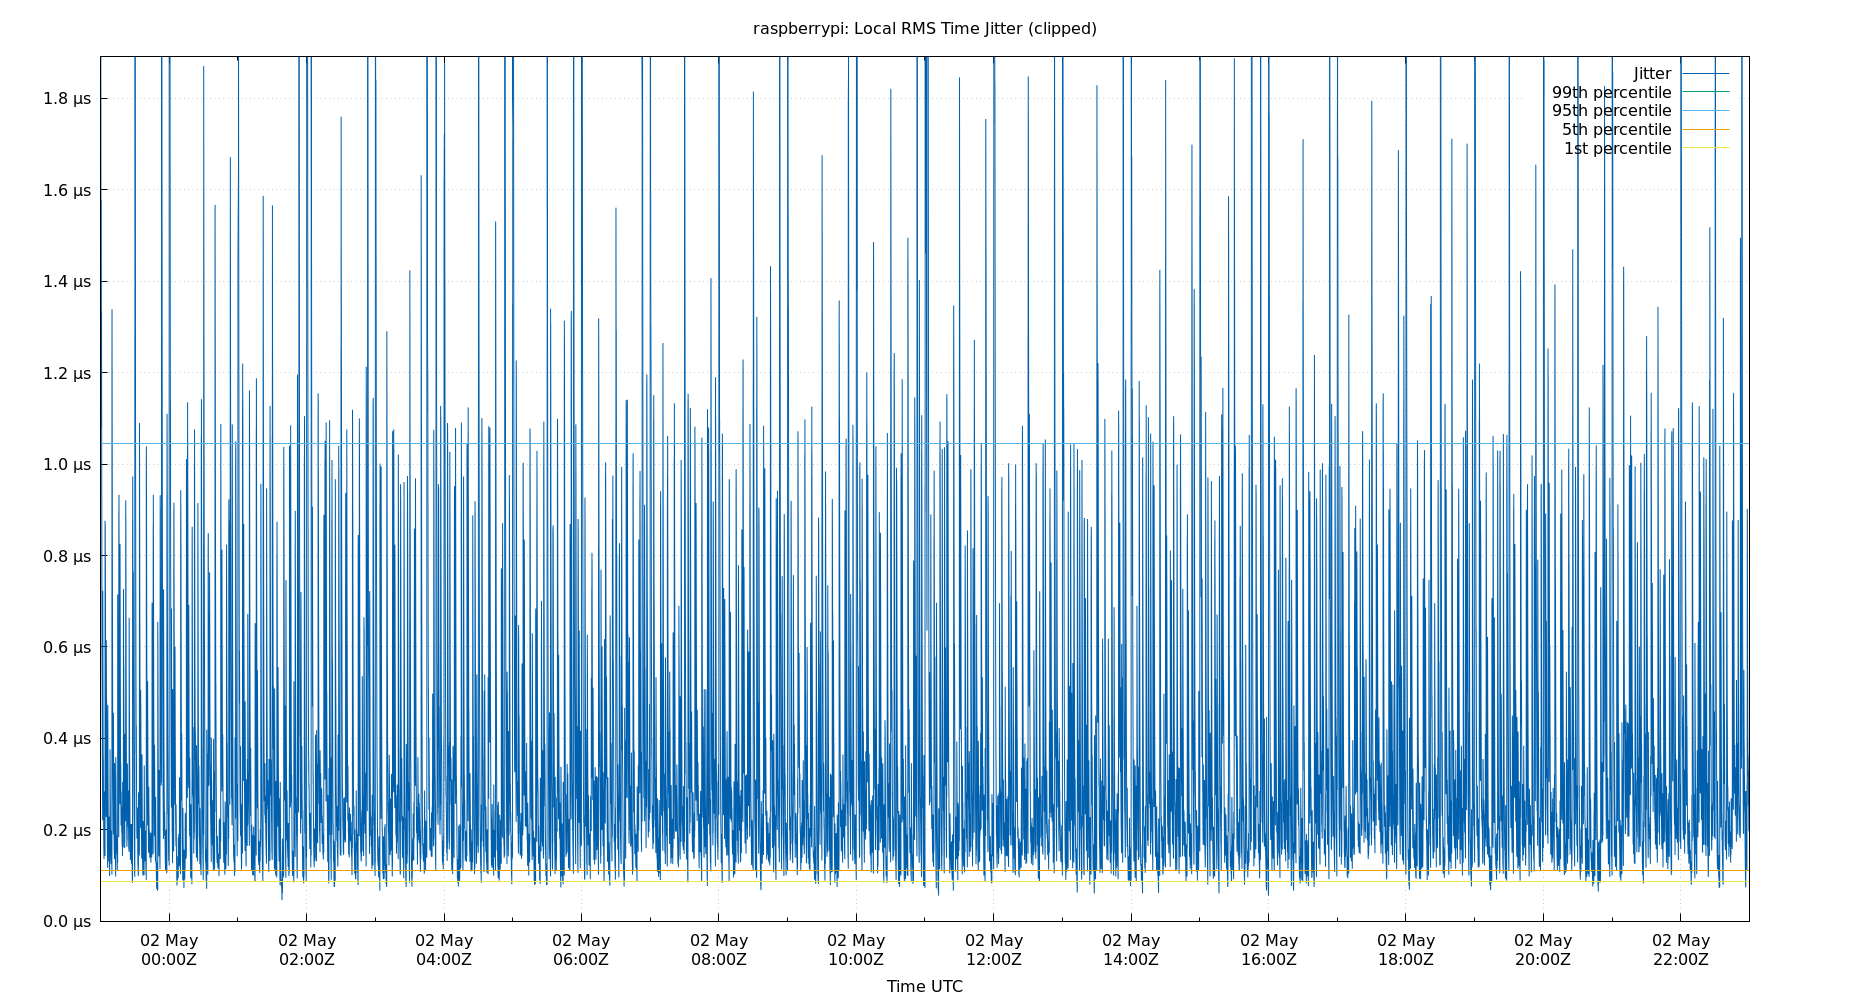 raspberrypi: Local RMS Time Jitter (clipped)
Jitter
99th percentile
95th percentile
5th percentile
1st percentile
1.8 μs
1.6 μs
1.4 μs
1.2 μs
1.0 μs
0.8 μs
0.6 μs
0.4 μs
0.2 μs
0.0 μs
02 May 02 May 02 May 02 May 02 May 02 May 02 May 02 May 02 May 02 May 02 May 02 May
00:00Z 02:00Z 04:00Z 06:00Z 08:00Z 10:00Z 12:00Z 14:00Z 16:00Z 18:00Z 20:00Z 22:00Z
Time UTC